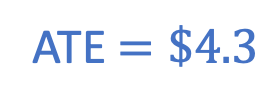 ATE = $4.3